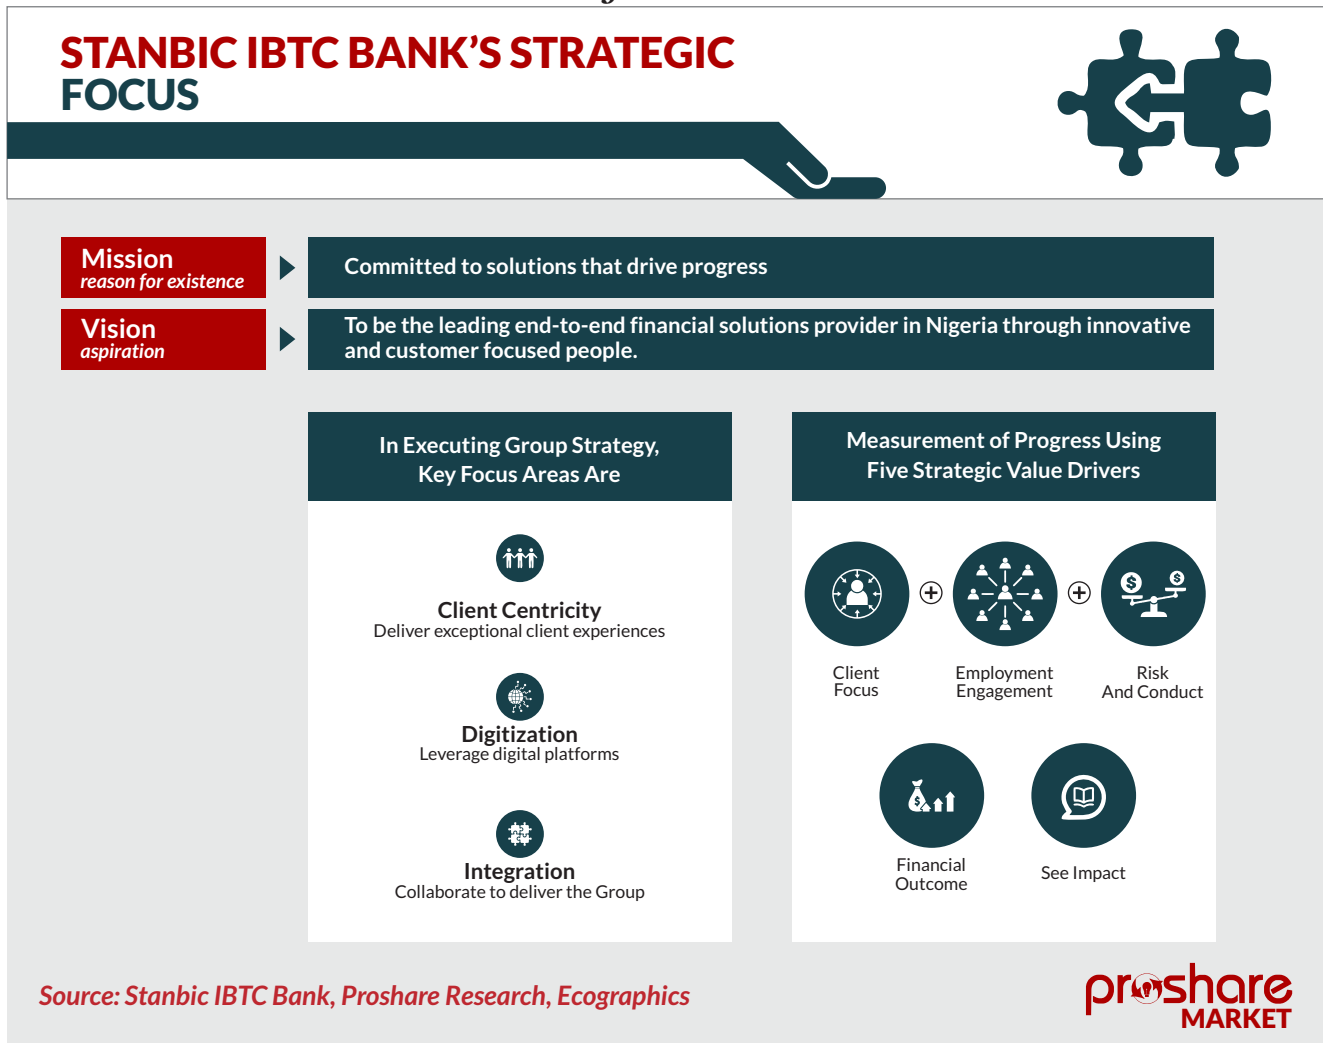 STANBIC IBTC BANK'S STRATEGIC
FOCUS
Mission
reason for existence
Committed to solutions that drive progress
Vision
aspiration
To be the leading end-to-end financial solutions provider in Nigeria through innovative
and customer focused people.
In Executing Group Strategy,
Key Focus Areas Are
Client Centricity
Deliver exceptional client experiences
Digitization
Leverage digital platforms
Integration
Collaborate to deliver the Group
Measurement of Progress Using
Five Strategic Value Drivers
Client
Focus
Employment
Engagement
Risk
And Conduct
Financial
Outcome
See Impact
Source: Stanbic IBTC Bank, Proshare Research, Ecographics
proshare
MARKET